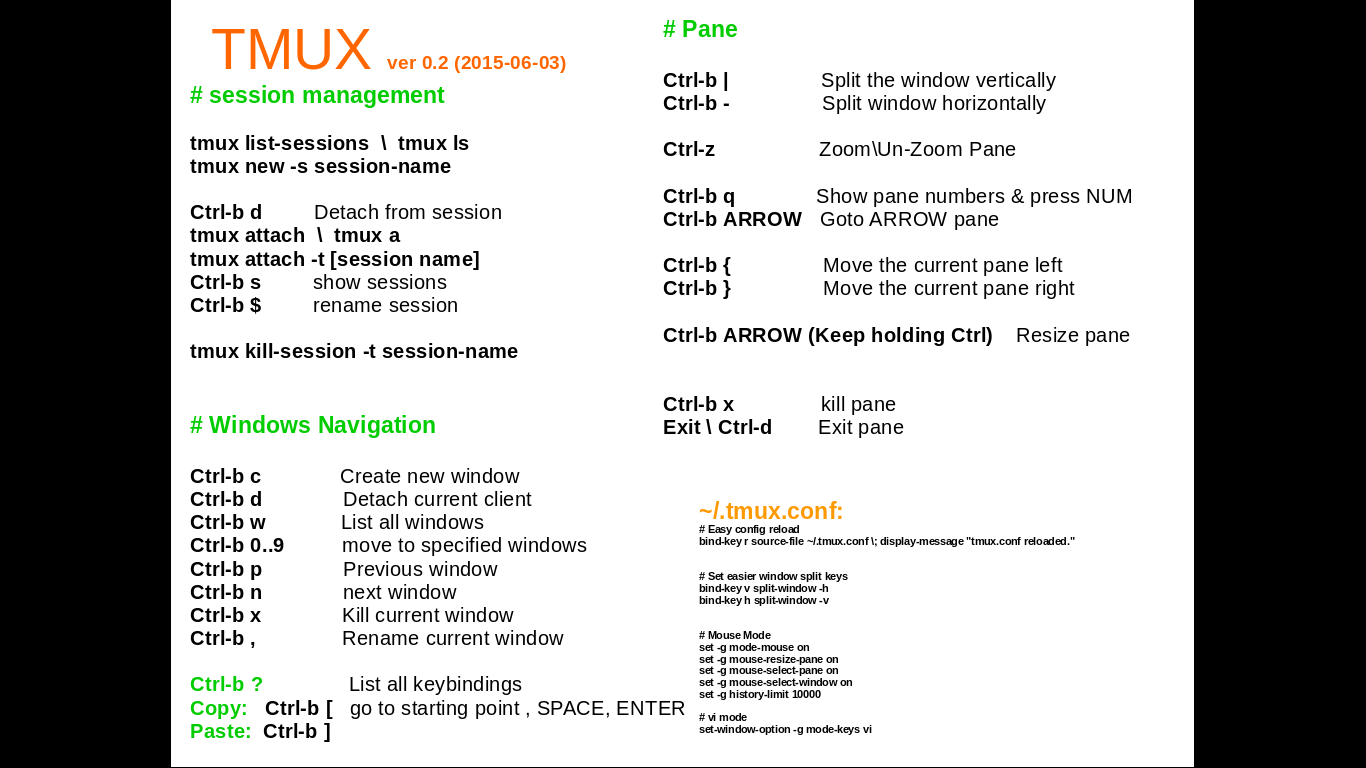 TMUX ver 0.2 (2015-06-03)
# session management
tmux list-sessions \ tmux ls
tmux new -s session-name
Ctrl-b d Detach from session
tmux attach \ tmux a
tmux attach -t [session name]
Ctrl-b s show sessions
Ctrl-b $ rename session
tmux kill-session -t session-name
# Windows Navigation
Ctrl-b c Create new window
Ctrl-b d Detach current client
Ctrl-b w List all windows
Ctrl-b 0..9 move to specified windows
Ctrl-b p Previous window
Ctrl-b n next window
Ctrl-b x Kill current window
Ctrl-b , Rename current window
Ctrl-b ? List all keybindings
Copy: Ctrl-b [ go to starting point , SPACE, ENTER
Paste: Ctrl-b ]
# Pane
Ctrl-b | Split the window vertically
Ctrl-b - Split window horizontally
Ctrl-z Zoom\Un-Zoom Pane
Ctrl-b q Show pane numbers & press NUM
Ctrl-b ARROW Goto ARROW pane
Ctrl-b { Move the current pane left
Ctrl-b } Move the current pane right
Ctrl-b ARROW (Keep holding Ctrl) Resize pane
Ctrl-b x kill pane
Exit \ Ctrl-d Exit pane
~/.tmux.conf:
# Easy config reload
bind-key r source-file ~/.tmux.conf \; display-message "tmux.conf reloaded."
# Set easier window split keys
bind-key v split-window -h
bind-key h split-window -v
# Mouse Mode
set -g mode-mouse on
set -g mouse-resize-pane on
set -g mouse-select-pane on
set -g mouse-select-window on
set -g history-limit 10000
# vi mode
set-window-option -g mode-keys vi